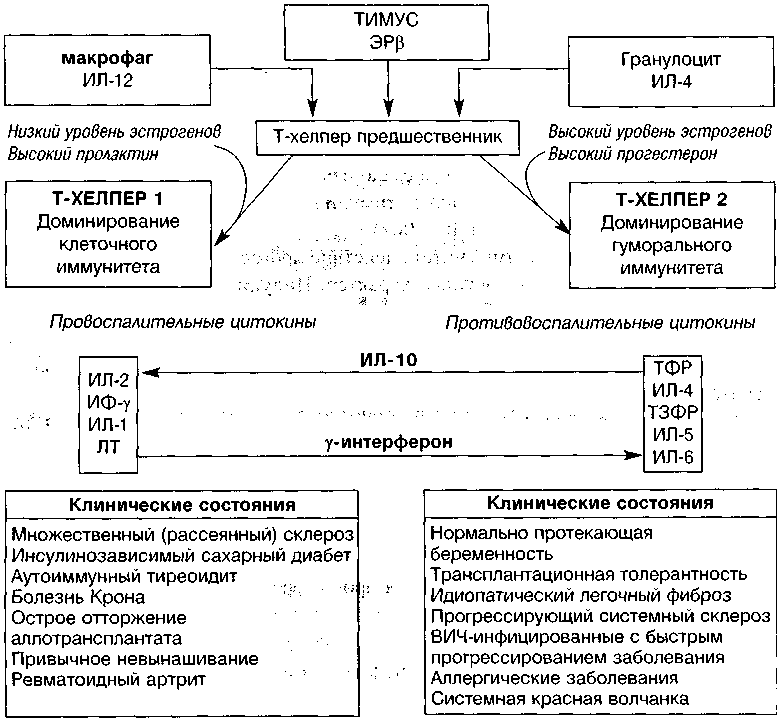 ТИМУС
ЭРβ
макрофаг
ИЛ-12
Гранулоцит
ИЛ-4
Т-хелпер предшественник
Низкий уровень эстрогенов
Высокий пролактин
Высокий уровень эстрогенов
Высокий прогестерон
Т-ХЕЛПЕР 1
Доминирование
клеточного
иммунитета
Т-ХЕЛПЕР 2
Доминирование
гуморального
иммунитета
Провоспалительные цитокины
Противовоспалительные цитокины
ИЛ-10
ИЛ-2
ИФ-γ
ИЛ-1
ЛТ
ТФР
ИЛ-4
ТЗФР
ИЛ-5
ИЛ-6
γ-интерферон
Клинические состояния
Множественный (рассеянный) склероз
Инсулинозависимый сахарный диабет
Аутоиммунный тиреоидит
Болезнь Крона
Острое отторжение
аллотрансплантата
Привычное невынашивание
Ревматоидный артрит
Клинические состояния
Нормально протекающая
беременность
Трансплантационная толерантность
Идиопатический легочный фиброз
Прогрессирующий системный склероз
ВИЧ-инфицированные с быстрым
прогрессированием заболевания
Аллергические заболевания
Системная красная волчанка